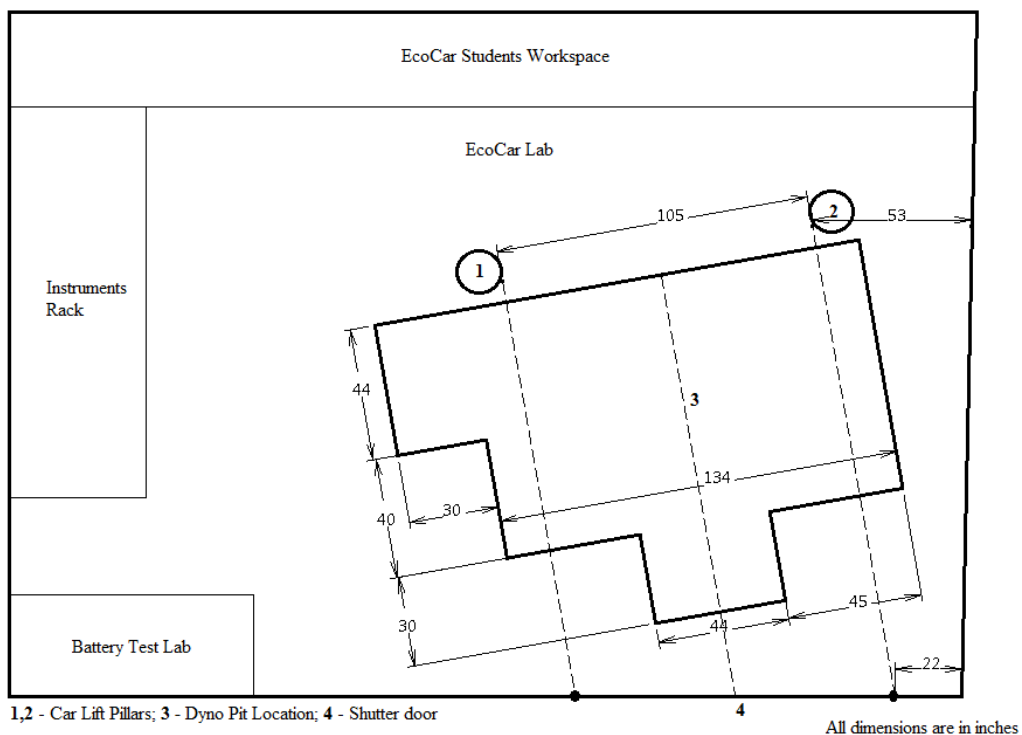 EcoCar Students Workspace
EcoCar Lab
105
2
53
1
Instruments
Rack
44
3
134
30
40
45
30
44
Battery Test Lab
22
4
1,2 - Car Lift Pillars; 3 - Dyno Pit Location; 4 - Shutter door
All dimensions are in inches